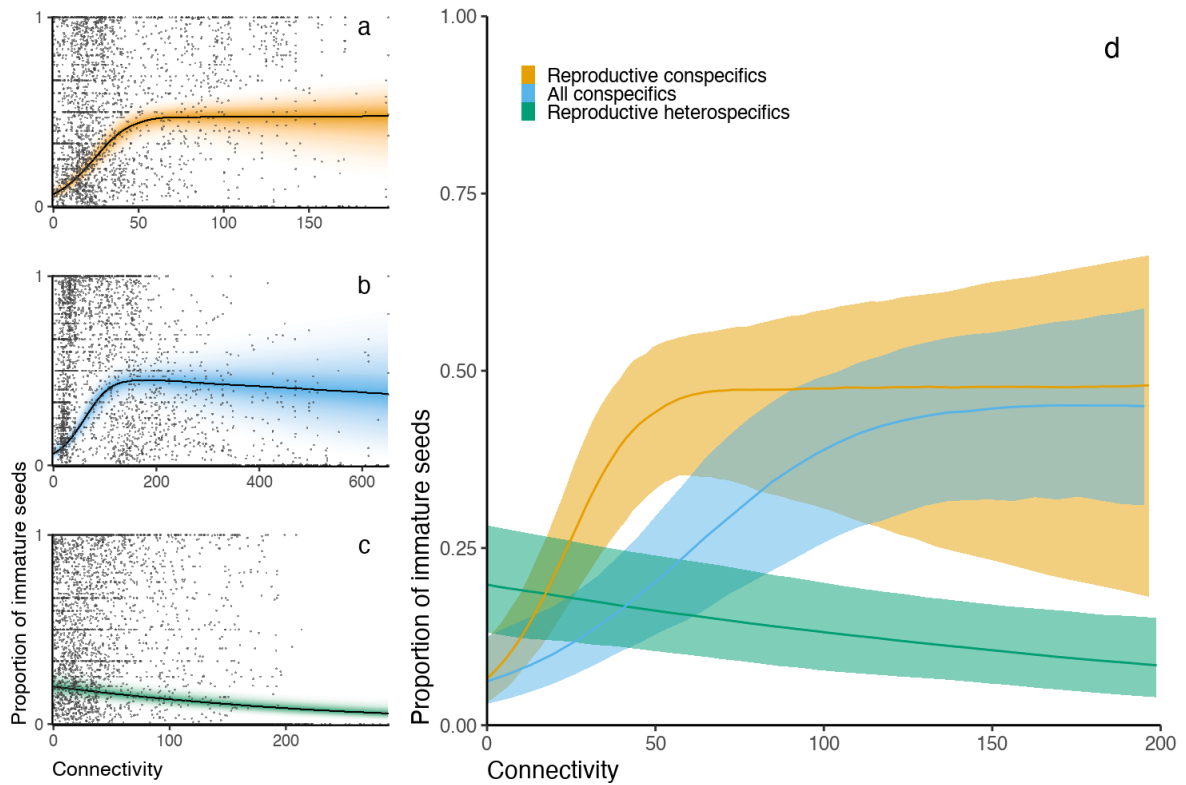 a
1
0
0 50 100 150
b
1
0
0 200 400 600
c
1
0
0 100 200
Connectivity
Proportion of immature seeds
d
Reproductive conspecifics
All conspecifics
Reproductive heterospecifics
1.00
0.75
0.50
0.25
0.00
0 50 100 150 200
Connectivity
Proportion of immature seeds